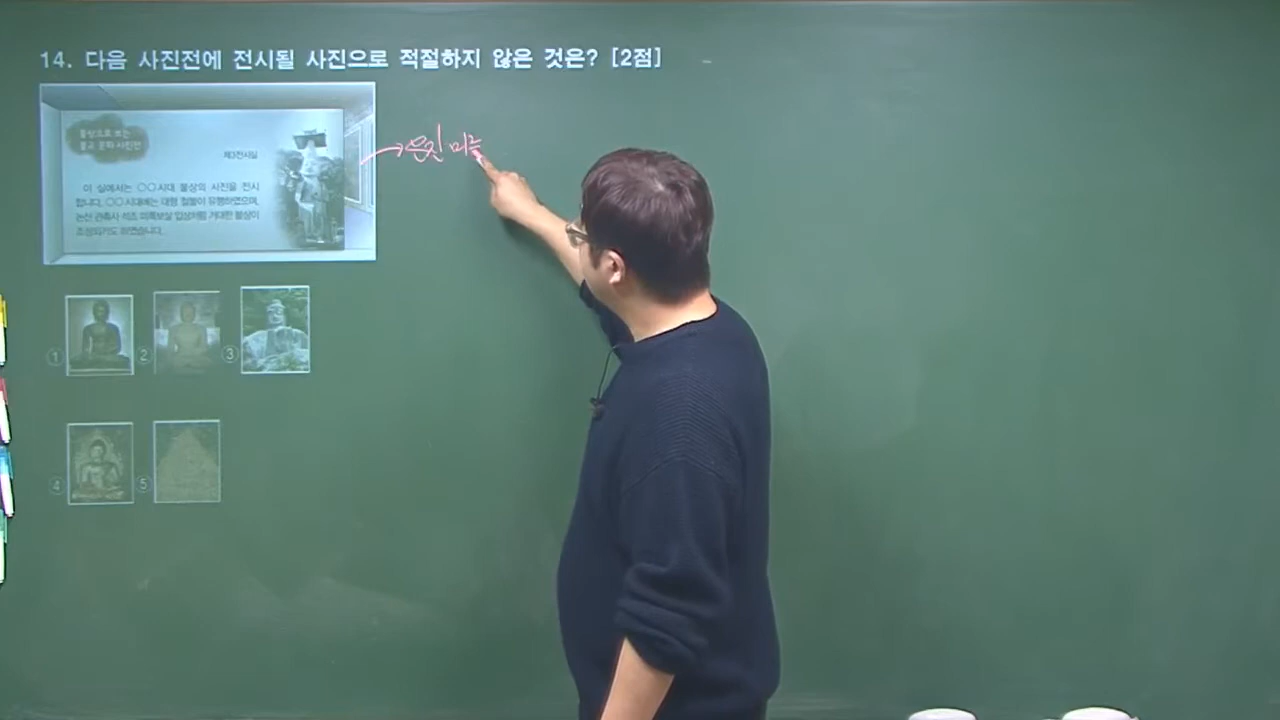 14. 다음 사진전에 전시될 사진으로 적절하지 않은 것은? [2점]
불상으로 보는
불교 문화 사진전
제3전시실
이 실에서는 ○○시대 불상의 사진을 전시
합니다. ○○시대에는 대형 철불이 유행하였으며,
논산 관촉사 석조 미륵보살 입상처럼 거대한 불상이
조성되기도 하였습니다.
은진 미륵
①
②
③
④
⑤